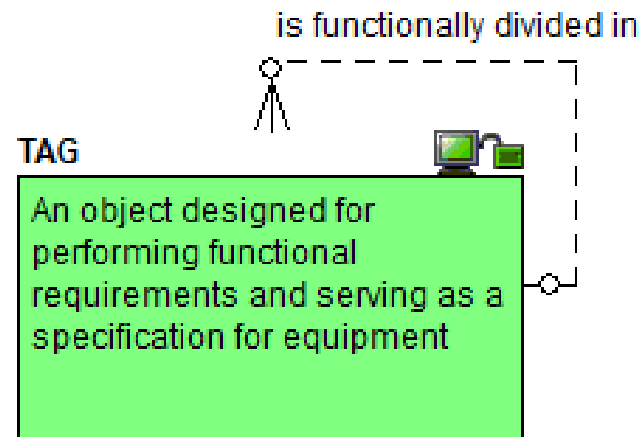 is functionally divided in
TAG
An object designed for
performing functional
requirements and serving as a
specification for equipment